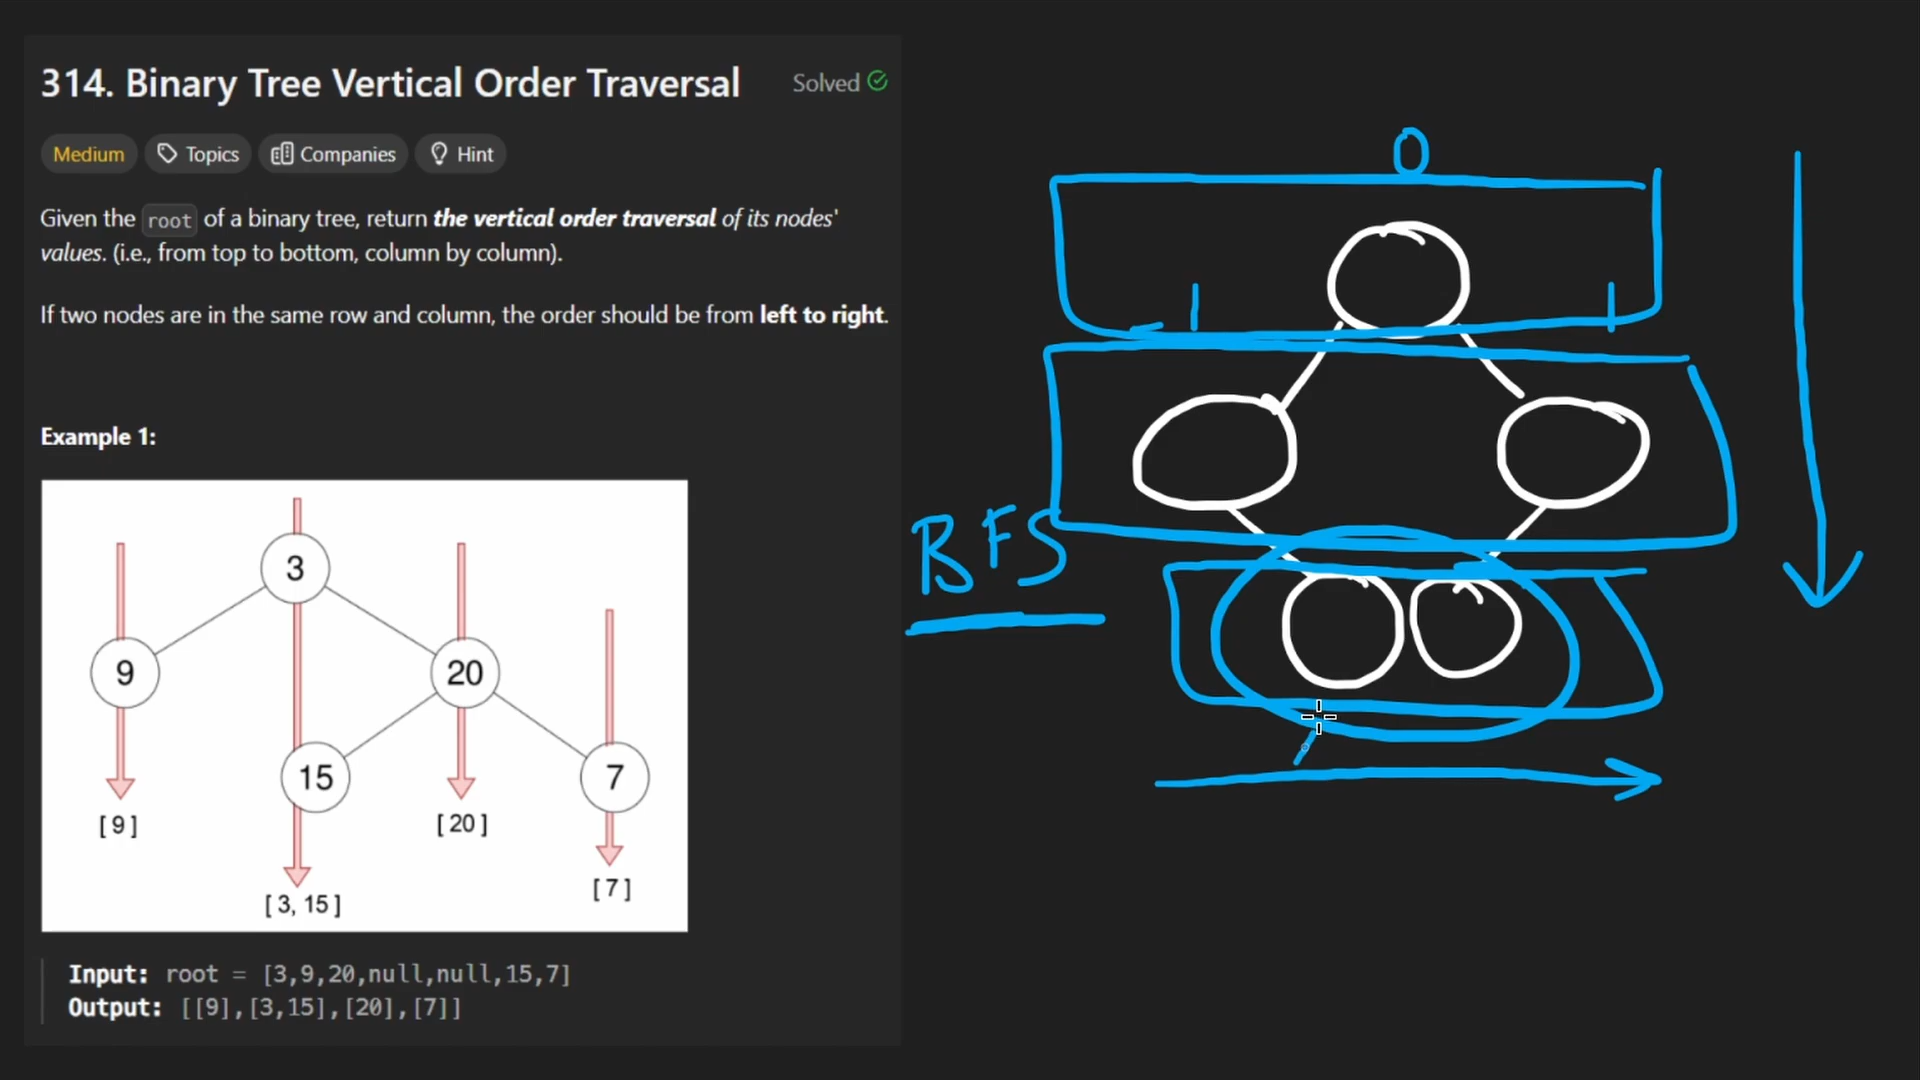 314. Binary Tree Vertical Order Traversal
Solved
Medium
Topics
Companies
Hint
Given the root of a binary tree, return the vertical order traversal of its nodes'
values. (i.e., from top to bottom, column by column).
If two nodes are in the same row and column, the order should be from left to right.
Example 1:
3
9
20
15
7
[ 9 ]
[ 20 ]
[ 7 ]
[ 3, 15 ]
Input: root = [3,9,20,null,null,15,7]
Output: [[9],[3,15],[20],[7]]
0
-1
1
BFS